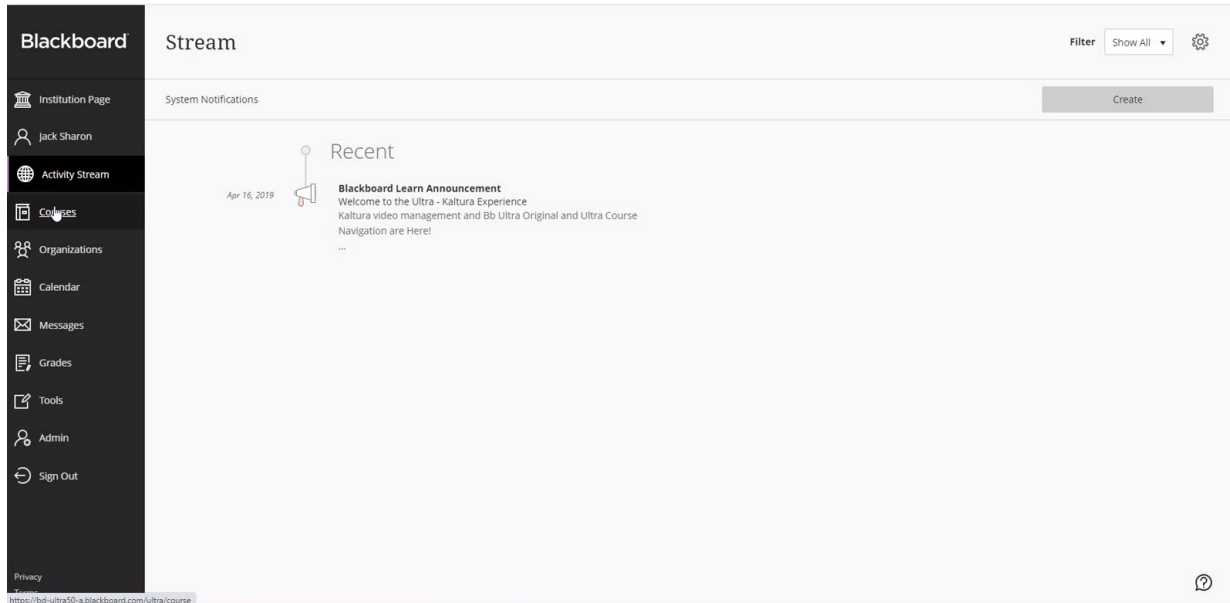 Blackboard
Institution Page
Jack Sharon
Activity Stream
Courses
Organizations
Calendar
Messages
Grades
Tools
Admin
Sign Out
Privacy
Terms
https://bd-ultra50-a.blackboard.com/ultra/course
Stream
Filter Show All
System Notifications
Create
Recent
Apr 16, 2019
Blackboard Learn Announcement
Welcome to the Ultra - Kaltura Experience
Kaltura video management and Bb Ultra Original and Ultra Course
Navigation are Here!
...